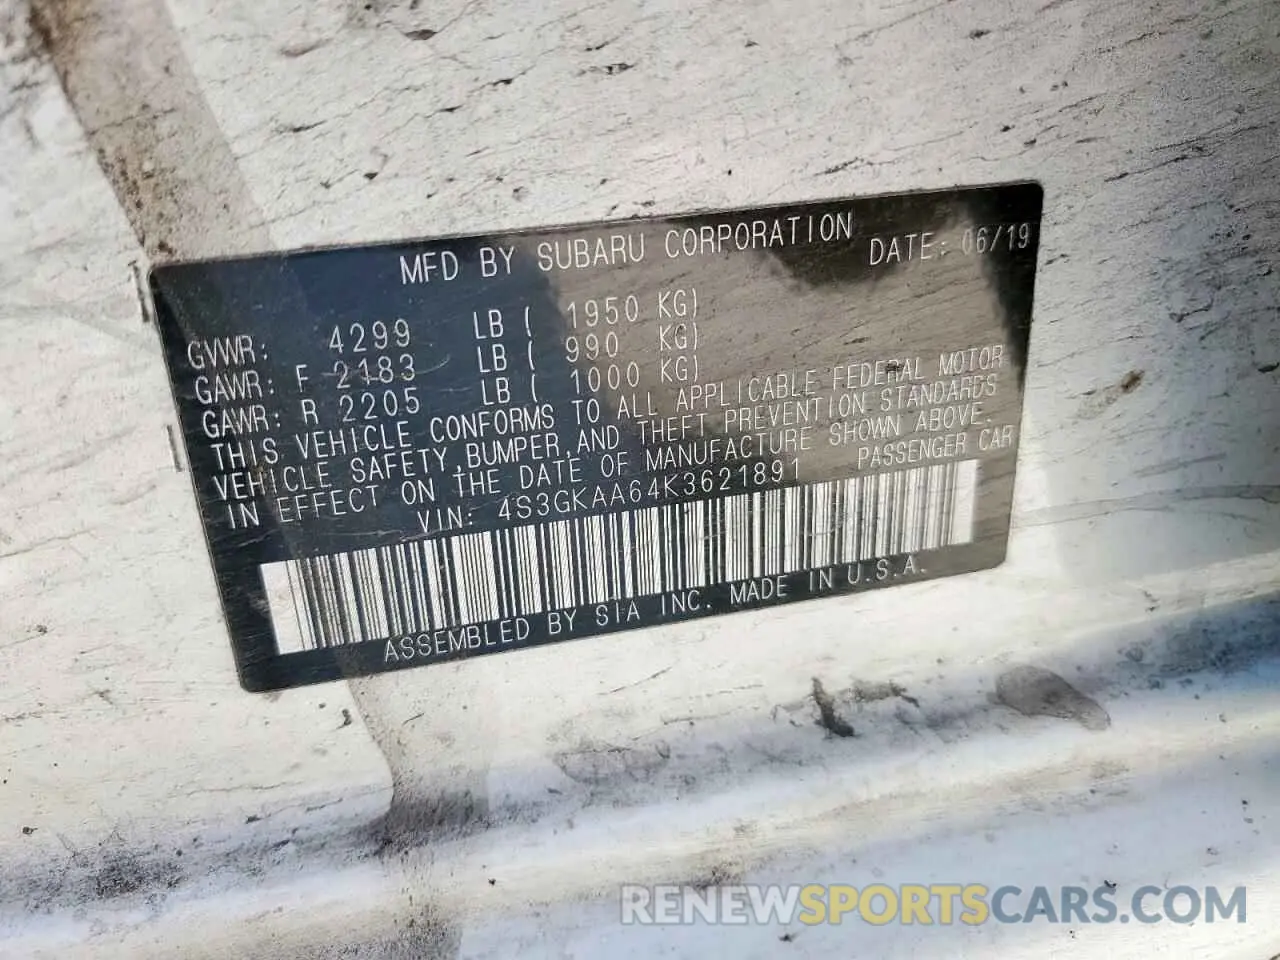 MFD BY SUBARU CORPORATION DATE: 06/19
GVWR: 4299 LB ( 1950 KG)
GAWR: F 2183 LB ( 990 KG)
GAWR: R 2205 LB ( 1000 KG)
THIS VEHICLE CONFORMS TO ALL APPLICABLE FEDERAL MOTOR
VEHICLE SAFETY, BUMPER, AND THEFT PREVENTION STANDARDS
IN EFFECT ON THE DATE OF MANUFACTURE SHOWN ABOVE.
VIN: 4S3GKAA64K3621891 PASSENGER CAR
ASSEMBLED BY SIA INC. MADE IN U.S.A.
RENEWSPORTSCARS.COM